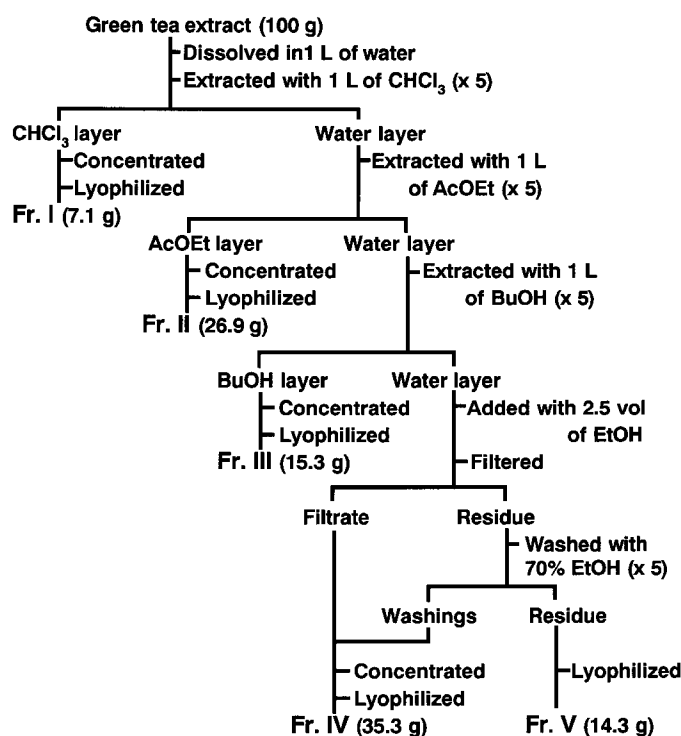 Green tea extract (100 g)
Dissolved in1 L of water
Extracted with 1 L of CHCl3 (x 5)
CHCl3 layer
Water layer
Concentrated
Extracted with 1 L
Lyophilized
of AcOEt (x 5)
Fr. I (7.1 g)
AcOEt layer
Water layer
Concentrated
Extracted with 1 L
Lyophilized
of BuOH (x 5)
Fr. II (26.9 g)
BuOH layer
Water layer
Concentrated
Added with 2.5 vol
of EtOH
Lyophilized
Fr. III (15.3 g)
Filtered
Filtrate
Residue
Washed with
70% EtOH (x 5)
Washings
Residue
Concentrated
Lyophilized
Lyophilized
Fr. IV (35.3 g)
Fr. V (14.3 g)